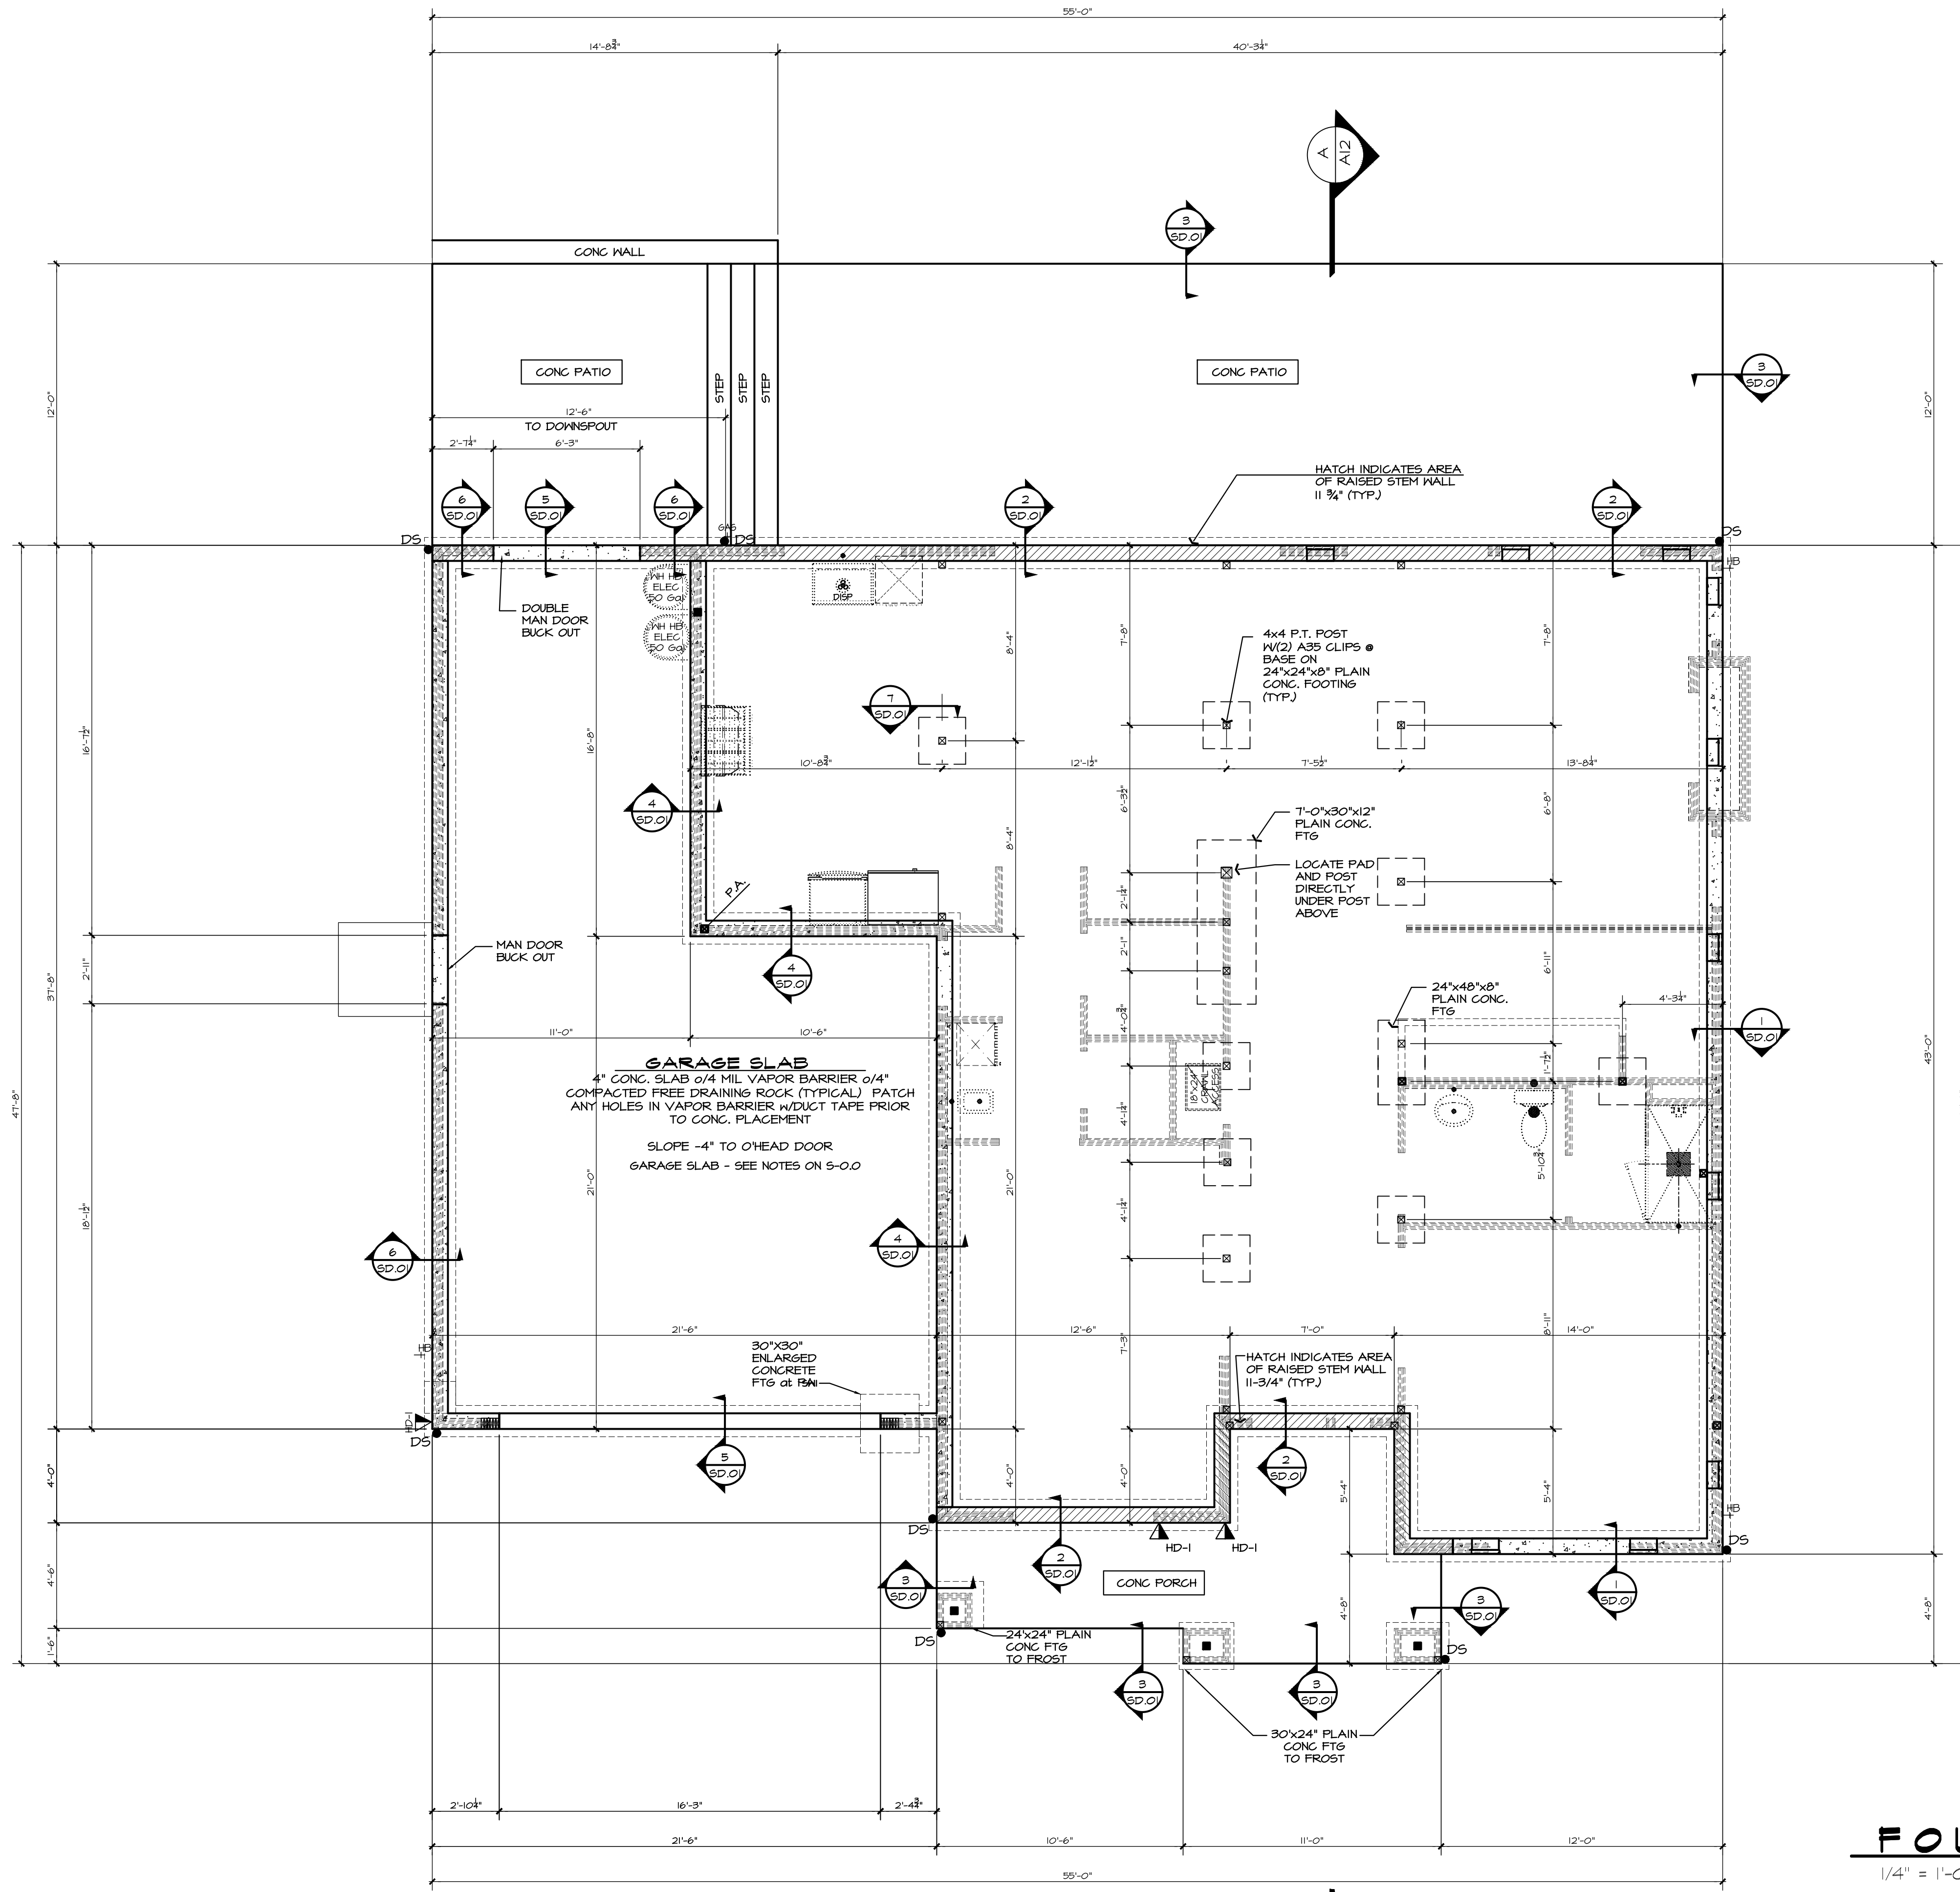 55'-0"
14'-8¾"
40'-3¼"
A
A12
3
SD.01
CONC WALL
CONC PATIO
STEP
STEP
STEP
CONC PATIO
3
SD.01
12'-0"
12'-0"
12'-6"
TO DOWNSPOUT
2'-7¼"
6'-3"
HATCH INDICATES AREA
OF RAISED STEM WALL
11 ¾" (TYP.)
6
SD.01
5
SD.01
6
SD.01
2
SD.01
2
SD.01
GAS
DS
DS
DS
HB
WH HB
ELEC
50 Gal
WH HB
ELEC
50 Gal
DISP
DOUBLE
MAN DOOR
BUCK OUT
4x4 P.T. POST
W/(2) A35 CLIPS @
BASE ON
24"x24"x8" PLAIN
CONC. FOOTING
(TYP.)
8'-4"
7'-8"
7'-8"
7
SD.01
16'-7½"
16'-8"
10'-8¾"
12'-1½"
7'-5½"
13'-8¼"
4
SD.01
6'-3½"
6'-8"
8'-4"
7'-0"x30"x12"
PLAIN CONC.
FTG
LOCATE PAD
AND POST
DIRECTLY
UNDER POST
ABOVE
P.A.
2'-1¼"
MAN DOOR
BUCK OUT
4
SD.01
2'-1"
6'-11"
2'-11"
37'-8"
47'-8"
24"x48"x8"
PLAIN CONC.
FTG
4'-3¼"
1
SD.01
43'-0"
11'-0"
10'-6"
4'-0¾"
GARAGE SLAB
4" CONC. SLAB o/4 MIL VAPOR BARRIER o/4"
COMPACTED FREE DRAINING ROCK (TYPICAL) PATCH
ANY HOLES IN VAPOR BARRIER W/DUCT TAPE PRIOR
TO CONC. PLACEMENT
SLOPE -4" TO O'HEAD DOOR
GARAGE SLAB - SEE NOTES ON S-0.0
18"x24"
CRAWL
ACCESS
1'-7½"
4'-1¼"
5'-10¾"
18'-1½"
21'-0"
21'-0"
4'-1¼"
6
SD.01
4
SD.01
21'-6"
12'-6"
7'-0"
14'-0"
7'-3"
8'-11"
HB
30"X30"
ENLARGED
CONCRETE
HATCH INDICATES AREA
OF RAISED STEM WALL
11-3/4" (TYP.)
HD-1
DS
5
SD.01
2
SD.01
4'-0"
4'-0"
4'-0"
5'-4"
5'-4"
HB
DS
HD-1
HD-1
DS
2
SD.01
3
SD.01
CONC PORCH
1
SD.01
3
SD.01
4'-6"
4'-8"
4'-8"
1'-6"
DS
24'x24" PLAIN
CONC FTG
TO FROST
DS
3
SD.01
3
SD.01
30'x24" PLAIN
CONC FTG
TO FROST
2'-10¼"
16'-3"
2'-4¾"
21'-6"
10'-6"
11'-0"
12'-0"
55'-0"
1/4" = 1'-